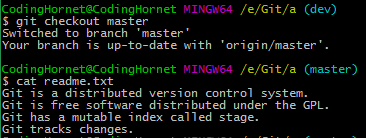 CodingHornet@CodingHornet MINGW64 /e/Git/a (dev)
$ git checkout master
Switched to branch 'master'
Your branch is up-to-date with 'origin/master'.
CodingHornet@CodingHornet MINGW64 /e/Git/a (master)
$ cat readme.txt
Git is a distributed version control system.
Git is free software distributed under the GPL.
Git has a mutable index called stage.
Git tracks changes.